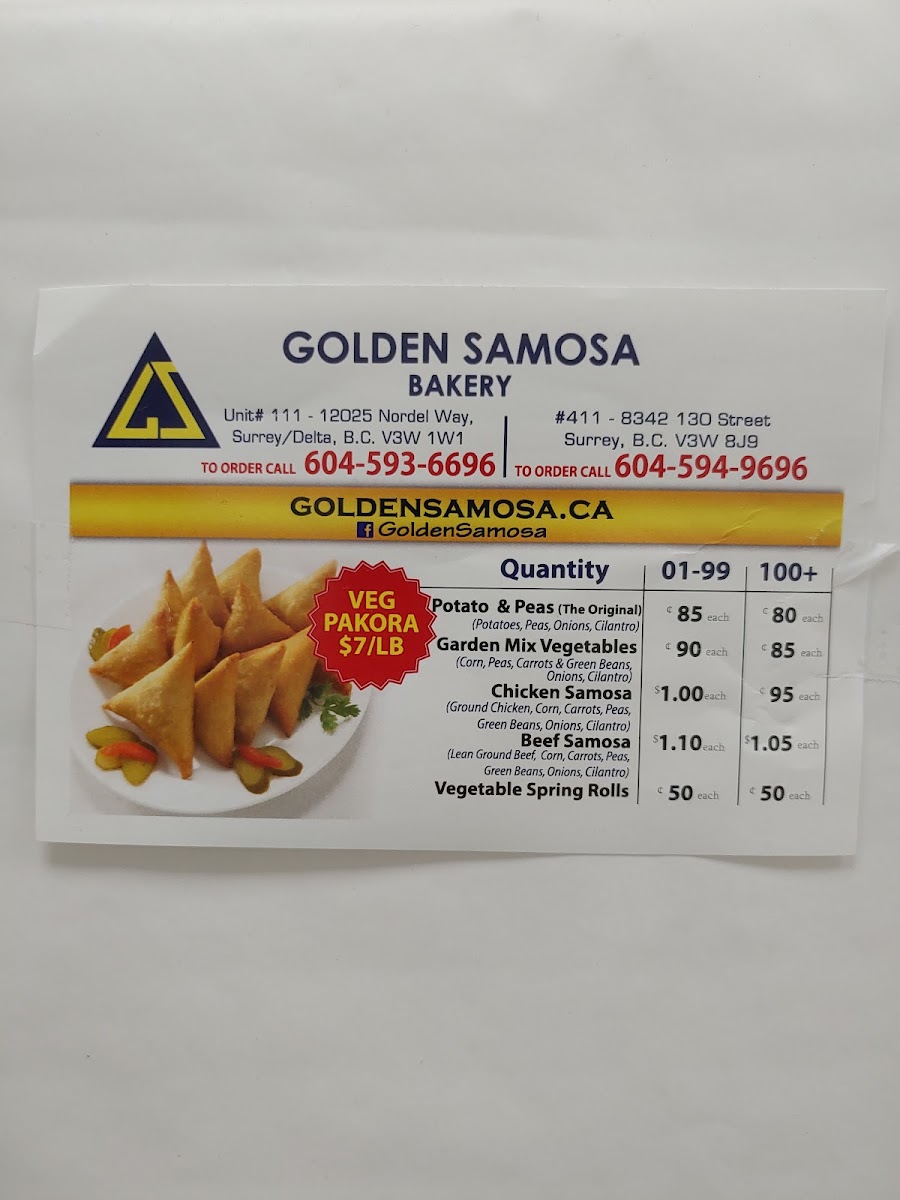 GS
GOLDEN SAMOSA
BAKERY
Unit# 111 - 12025 Nordel Way,
Surrey/Delta, B.C. V3W 1W1
TO ORDER CALL 604-593-6696
#411 - 8342 130 Street
Surrey, B.C. V3W 8J9
TO ORDER CALL 604-594-9696
GOLDENSAMOSA.CA
f GoldenSamosa
VEG
PAKORA
$7/LB
Quantity 01-99 100+
Potato & Peas (The Original) ¢ 85 each ¢ 80 each
(Potatoes, Peas, Onions, Cilantro)
Garden Mix Vegetables ¢ 90 each ¢ 85 each
(Corn, Peas, Carrots & Green Beans,
Onions, Cilantro)
Chicken Samosa $1.00 each ¢ 95 each
(Ground Chicken, Corn, Carrots, Peas,
Green Beans, Onions, Cilantro)
Beef Samosa $1.10 each $1.05 each
(Lean Ground Beef, Corn, Carrots, Peas,
Green Beans, Onions, Cilantro)
Vegetable Spring Rolls ¢ 50 each ¢ 50 each